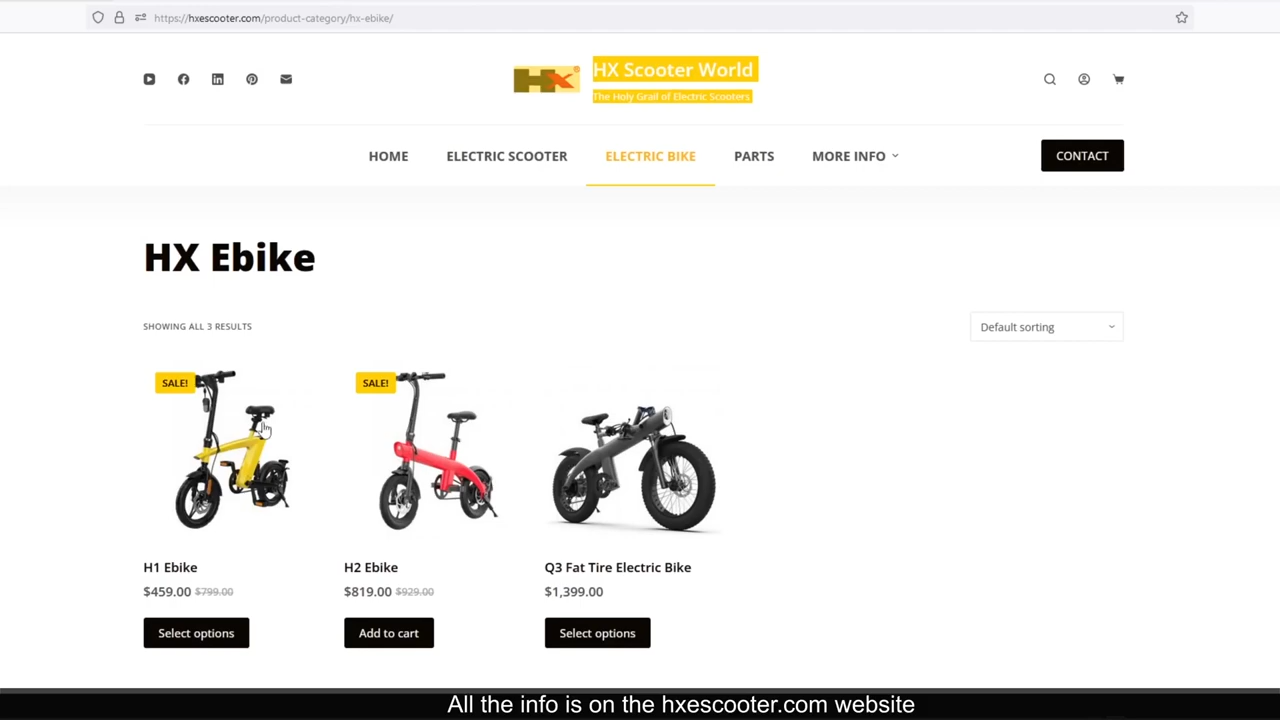 https://hxescooter.com/product-category/hx-ebike/
HX®
HX Scooter World
The Holy Grail of Electric Scooters
HOME ELECTRIC SCOOTER ELECTRIC BIKE PARTS MORE INFO CONTACT
HX Ebike
SHOWING ALL 3 RESULTS Default sorting
SALE! SALE!
H1 Ebike H2 Ebike Q3 Fat Tire Electric Bike
$459.00 $799.00 $819.00 $929.00 $1,399.00
Select options Add to cart Select options
All the info is on the hxescooter.com website